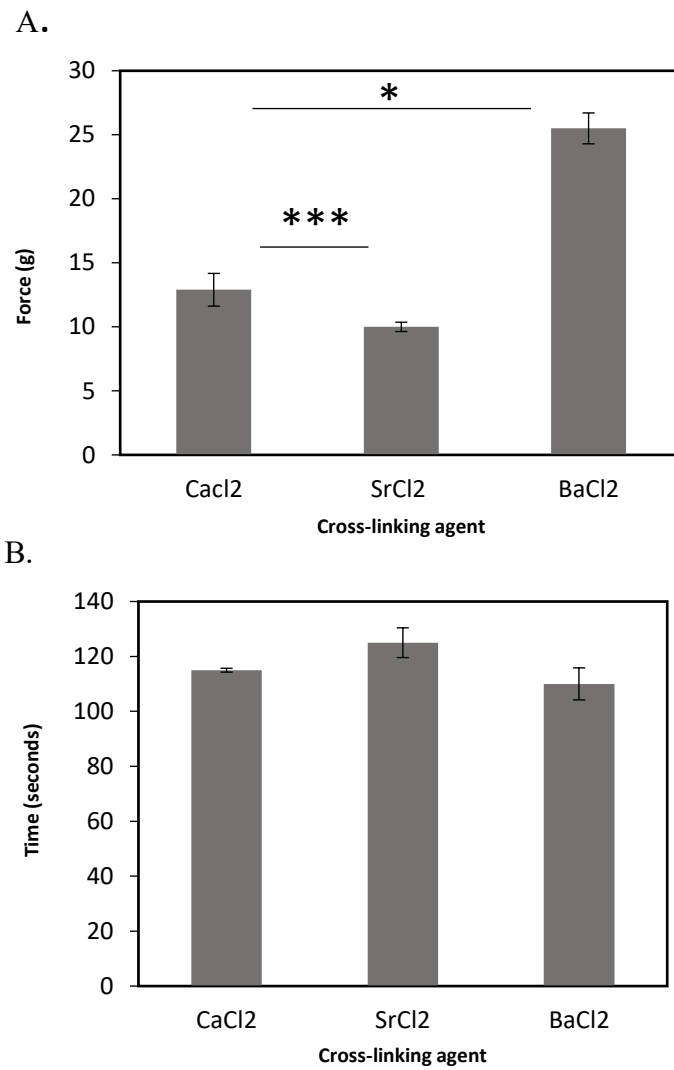 A.
30
25
20
15
10
5
0
*
***
Force (g)
Cacl2 SrCl2 BaCl2
Cross-linking agent
B.
140
120
100
80
60
40
20
0
Time (seconds)
CaCl2 SrCl2 BaCl2
Cross-linking agent